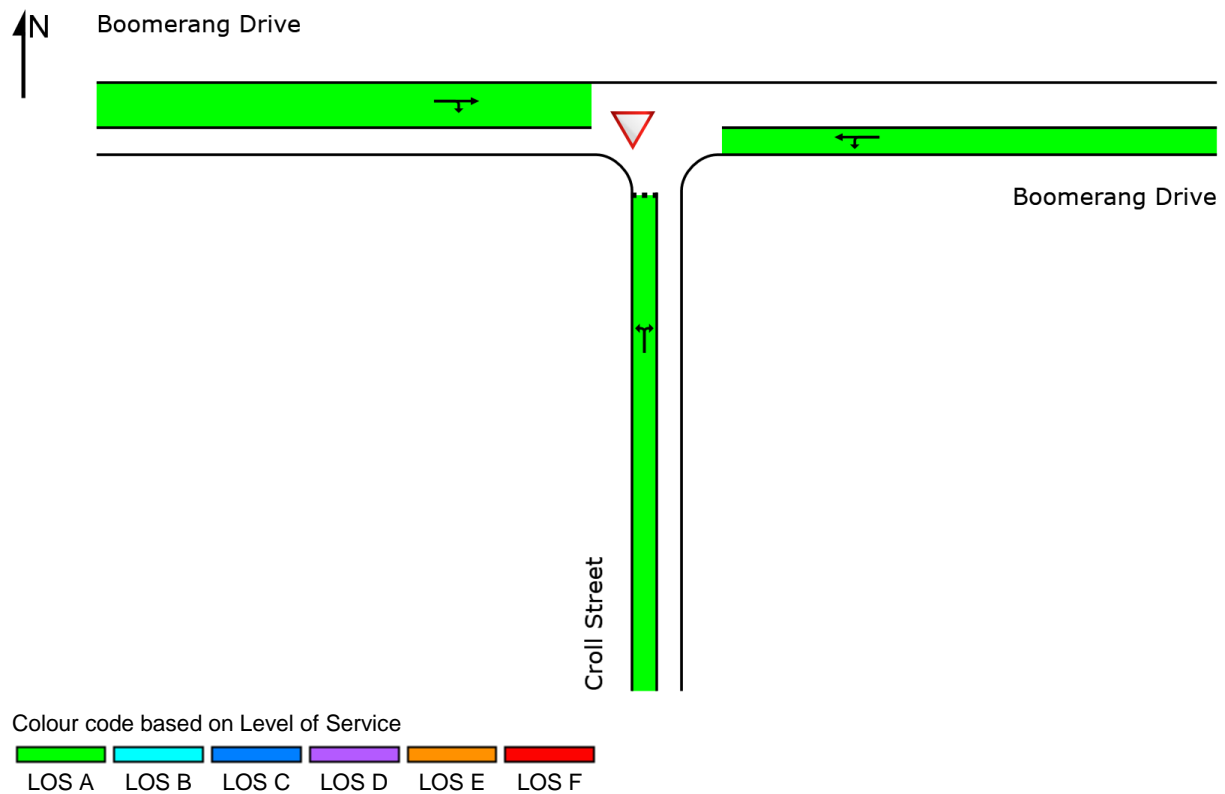 N
Boomerang Drive
Boomerang Drive
Croll Street
Colour code based on Level of Service
LOS A LOS B LOS C LOS D LOS E LOS F